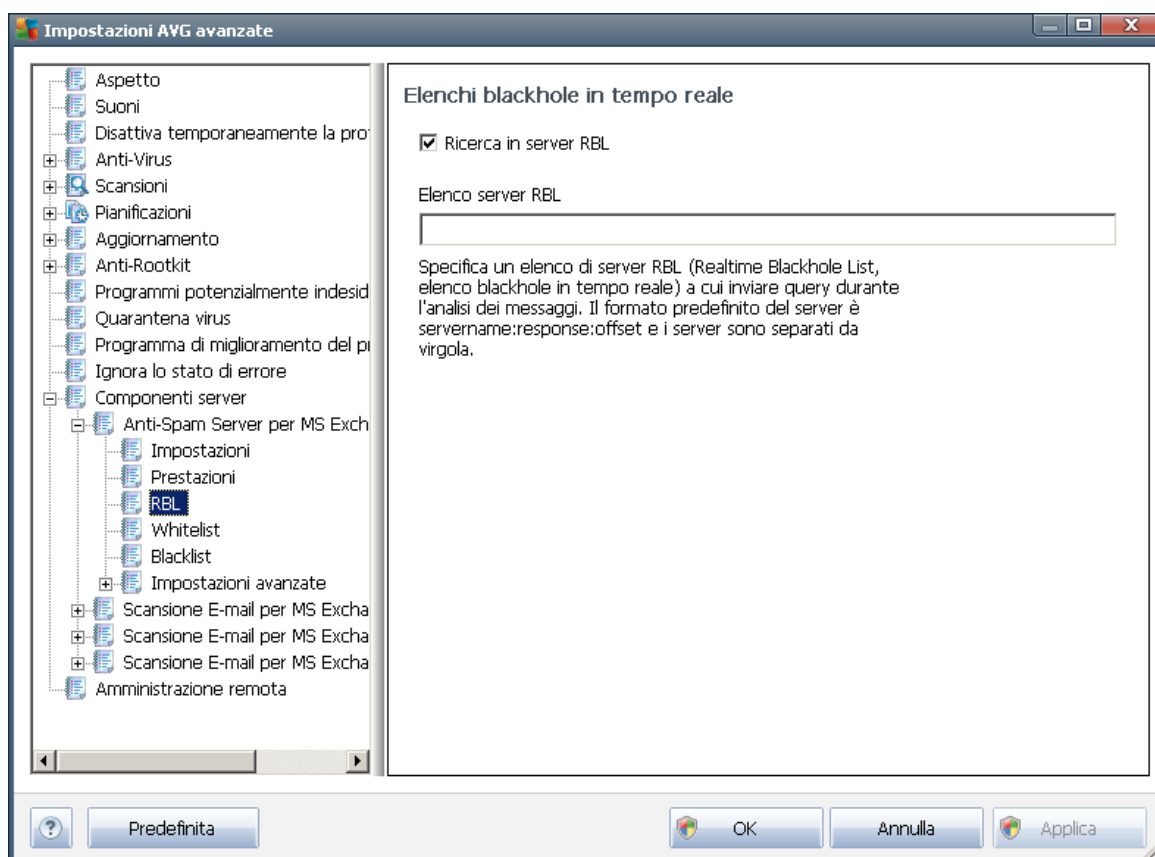 Impostazioni AVG avanzate
Aspetto
Suoni
Disattiva temporaneamente la pro
Anti-Virus
Scansioni
Pianificazioni
Aggiornamento
Anti-Rootkit
Programmi potenzialmente indesid
Quarantena virus
Programma di miglioramento del p
Ignora lo stato di errore
Componenti server
Anti-Spam Server per MS Exch
Impostazioni
Prestazioni
RBL
Whitelist
Blacklist
Impostazioni avanzate
Scansione E-mail per MS Excha
Scansione E-mail per MS Excha
Scansione E-mail per MS Excha
Amministrazione remota
Elenchi blackhole in tempo reale
Ricerca in server RBL
Elenco server RBL
Specifica un elenco di server RBL (Realtime Blackhole List,
elenco blackhole in tempo reale) a cui inviare query durante
l'analisi dei messaggi. Il formato predefinito del server è
servername:response:offset e i server sono separati da
virgola.
?
Predefinita
OK
Annulla
Applica